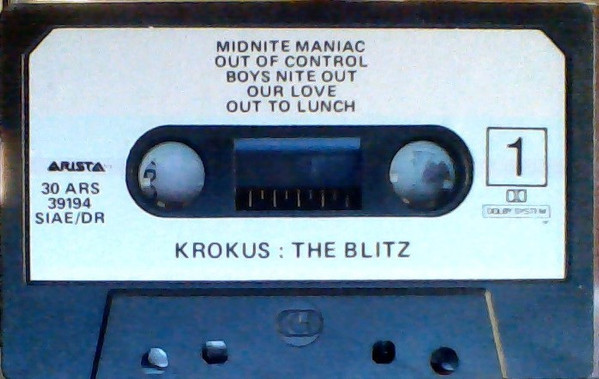 MIDNITE MANIAC
OUT OF CONTROL
BOYS NITE OUT
OUR LOVE
OUT TO LUNCH
ARISTA
30 ARS
39194
SIAE/DR
1
DOLBY SYSTEM
KROKUS : THE BLITZ